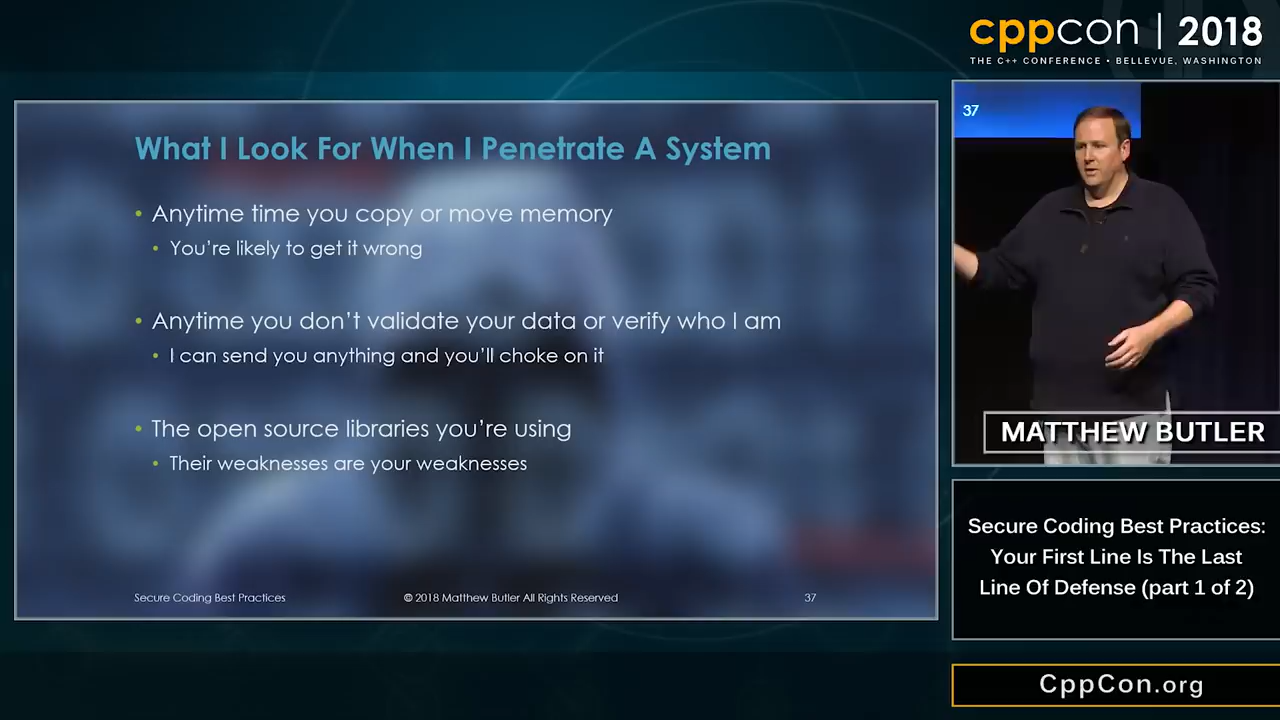 cppcon | 2018
THE C++ CONFERENCE • BELLEVUE, WASHINGTON
What I Look For When I Penetrate A System
• Anytime time you copy or move memory
• You're likely to get it wrong
• Anytime you don't validate your data or verify who I am
• I can send you anything and you'll choke on it
• The open source libraries you're using
• Their weaknesses are your weaknesses
Secure Coding Best Practices
© 2018 Matthew Butler All Rights Reserved
37
37
MATTHEW BUTLER
Secure Coding Best Practices:
Your First Line Is The Last
Line Of Defense (part 1 of 2)
CppCon.org